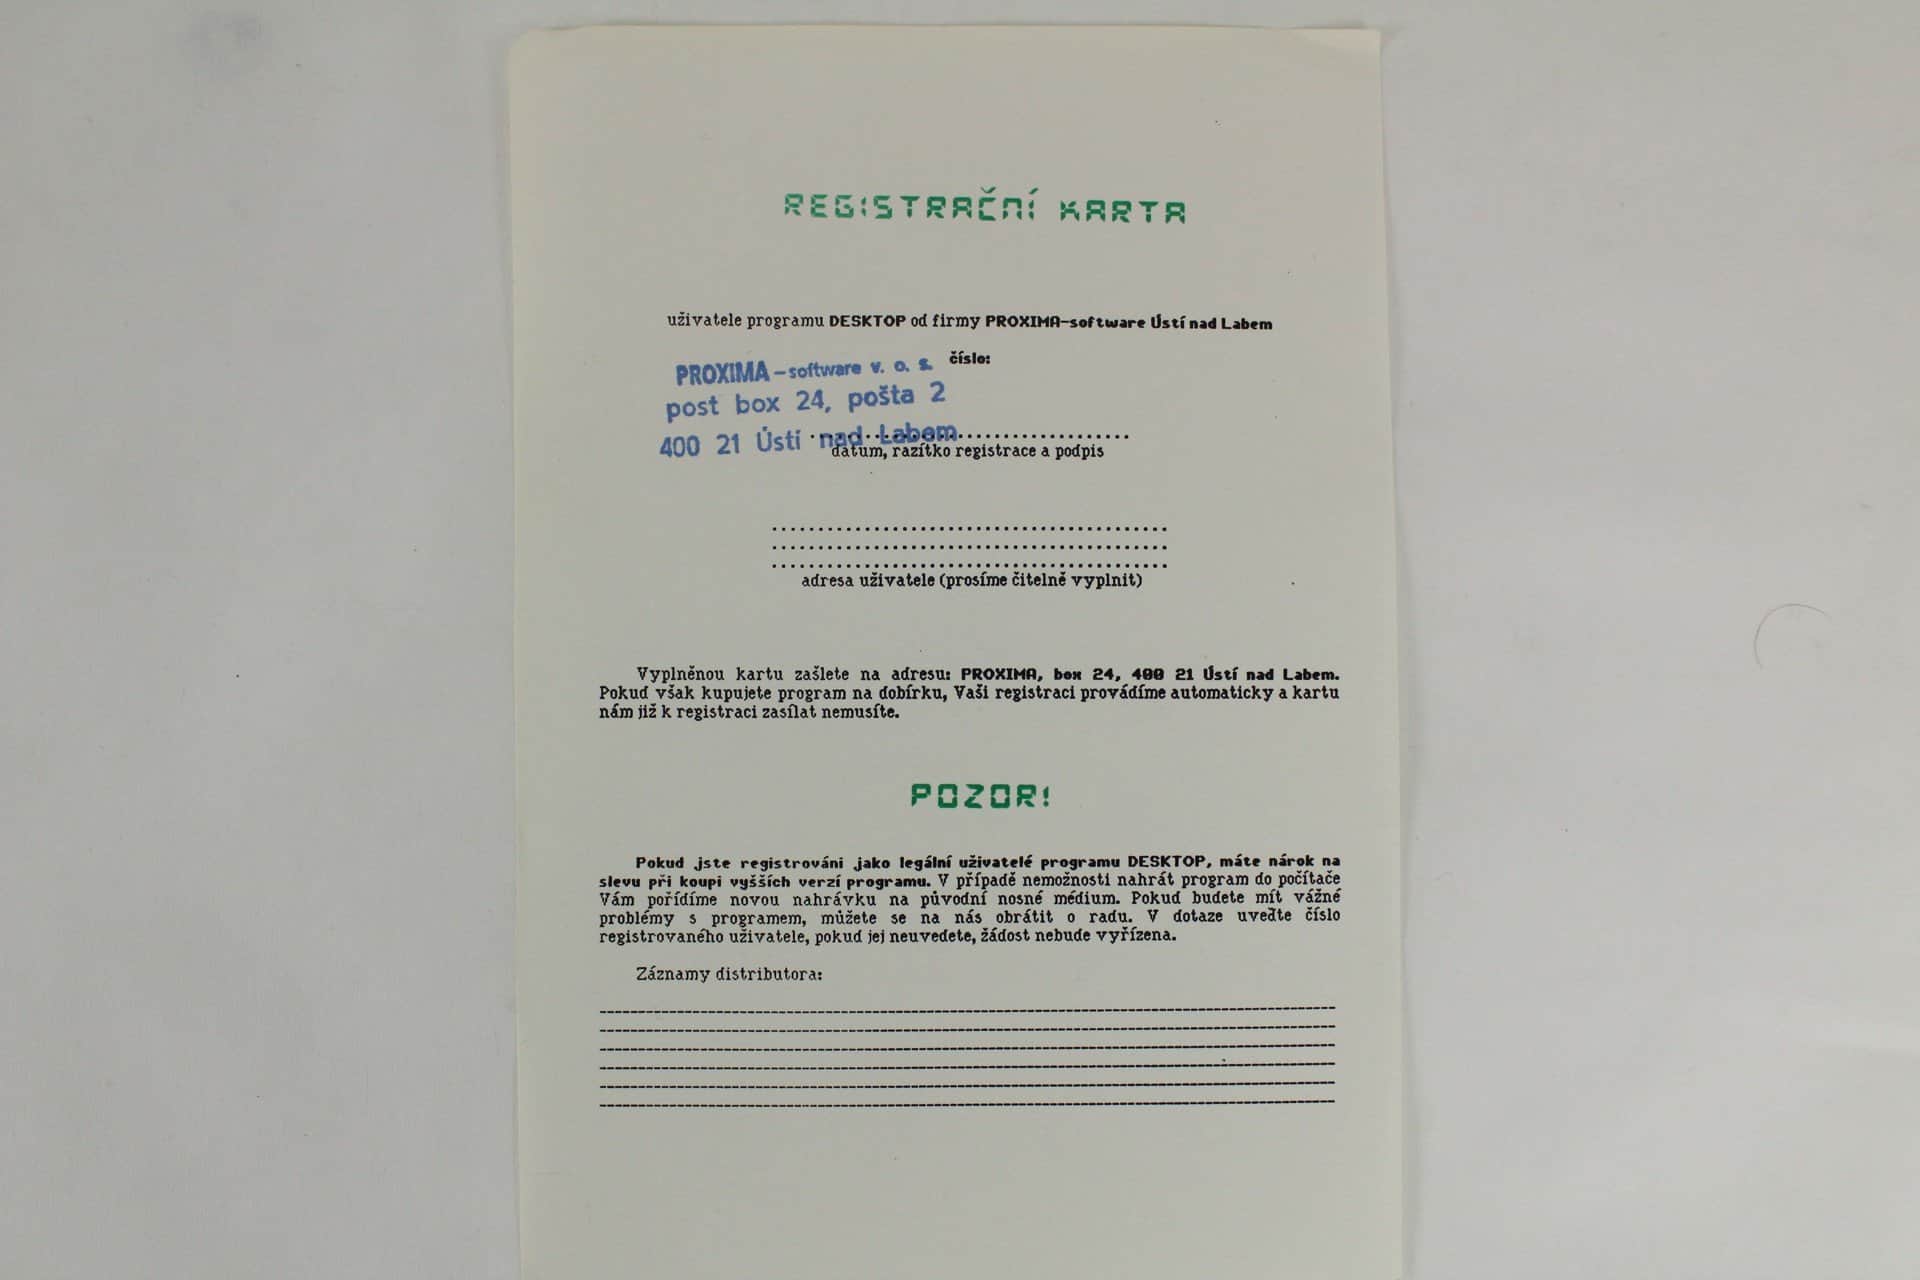 REGISTRAČNÍ KARTA
uživatele programu DESKTOP od firmy PROXIMA-software Ústí nad Labem
číslo:
PROXIMA-software v. o. s.
post box 24, pošta 2
400 21 Ústí nad Labem
........................................
datum, razítko registrace a podpis
................................................
................................................
................................................
adresa uživatele (prosíme čitelně vyplnit)
Vyplněnou kartu zašlete na adresu: PROXIMA, box 24, 400 21 Ústí nad Labem.
Pokud však kupujete program na dobírku, Vaši registraci provádíme automaticky a kartu
nám již k registraci zasílat nemusíte.
POZOR!
Pokud jste registrováni jako legální uživatelé programu DESKTOP, máte nárok na
slevu při koupi vyšších verzí programu. V případě nemožnosti nahrát program do počítače
Vám pořídíme novou nahrávku na původní nosné médium. Pokud budete mít vážné
problémy s programem, můžete se na nás obrátit o radu. V dotaze uveďte číslo
registrovaného uživatele, pokud jej neuvedete, žádost nebude vyřízena.
Záznamy distributora: